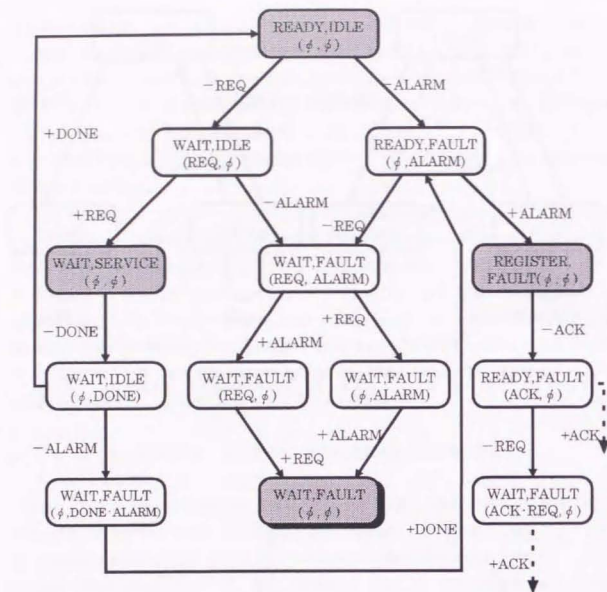 READY,IDLE
(ϕ,ϕ)
−REQ
−ALARM
+DONE
WAIT,IDLE
(REQ,ϕ)
READY,FAULT
(ϕ,ALARM)
+REQ
−ALARM
−REQ
+ALARM
WAIT,SERVICE
(ϕ,ϕ)
WAIT,FAULT
(REQ, ALARM)
REGISTER,
FAULT(ϕ,ϕ)
−DONE
+ALARM
+REQ
−ACK
WAIT,IDLE
(ϕ,DONE)
WAIT,FAULT
(REQ,ϕ)
WAIT,FAULT
(ϕ,ALARM)
READY,FAULT
(ACK,ϕ)
−ALARM
+REQ
+ALARM
−REQ
+ACK
WAIT,FAULT
(ϕ,DONE·ALARM)
WAIT,FAULT
(ϕ,ϕ)
WAIT,FAULT
(ACK·REQ,ϕ)
+DONE
+ACK